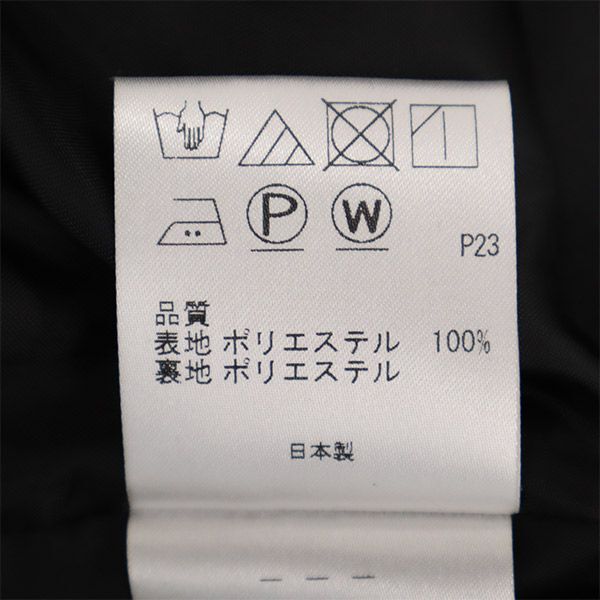 P W P23
品質
表地 ポリエステル 100%
裏地 ポリエステル
日本製